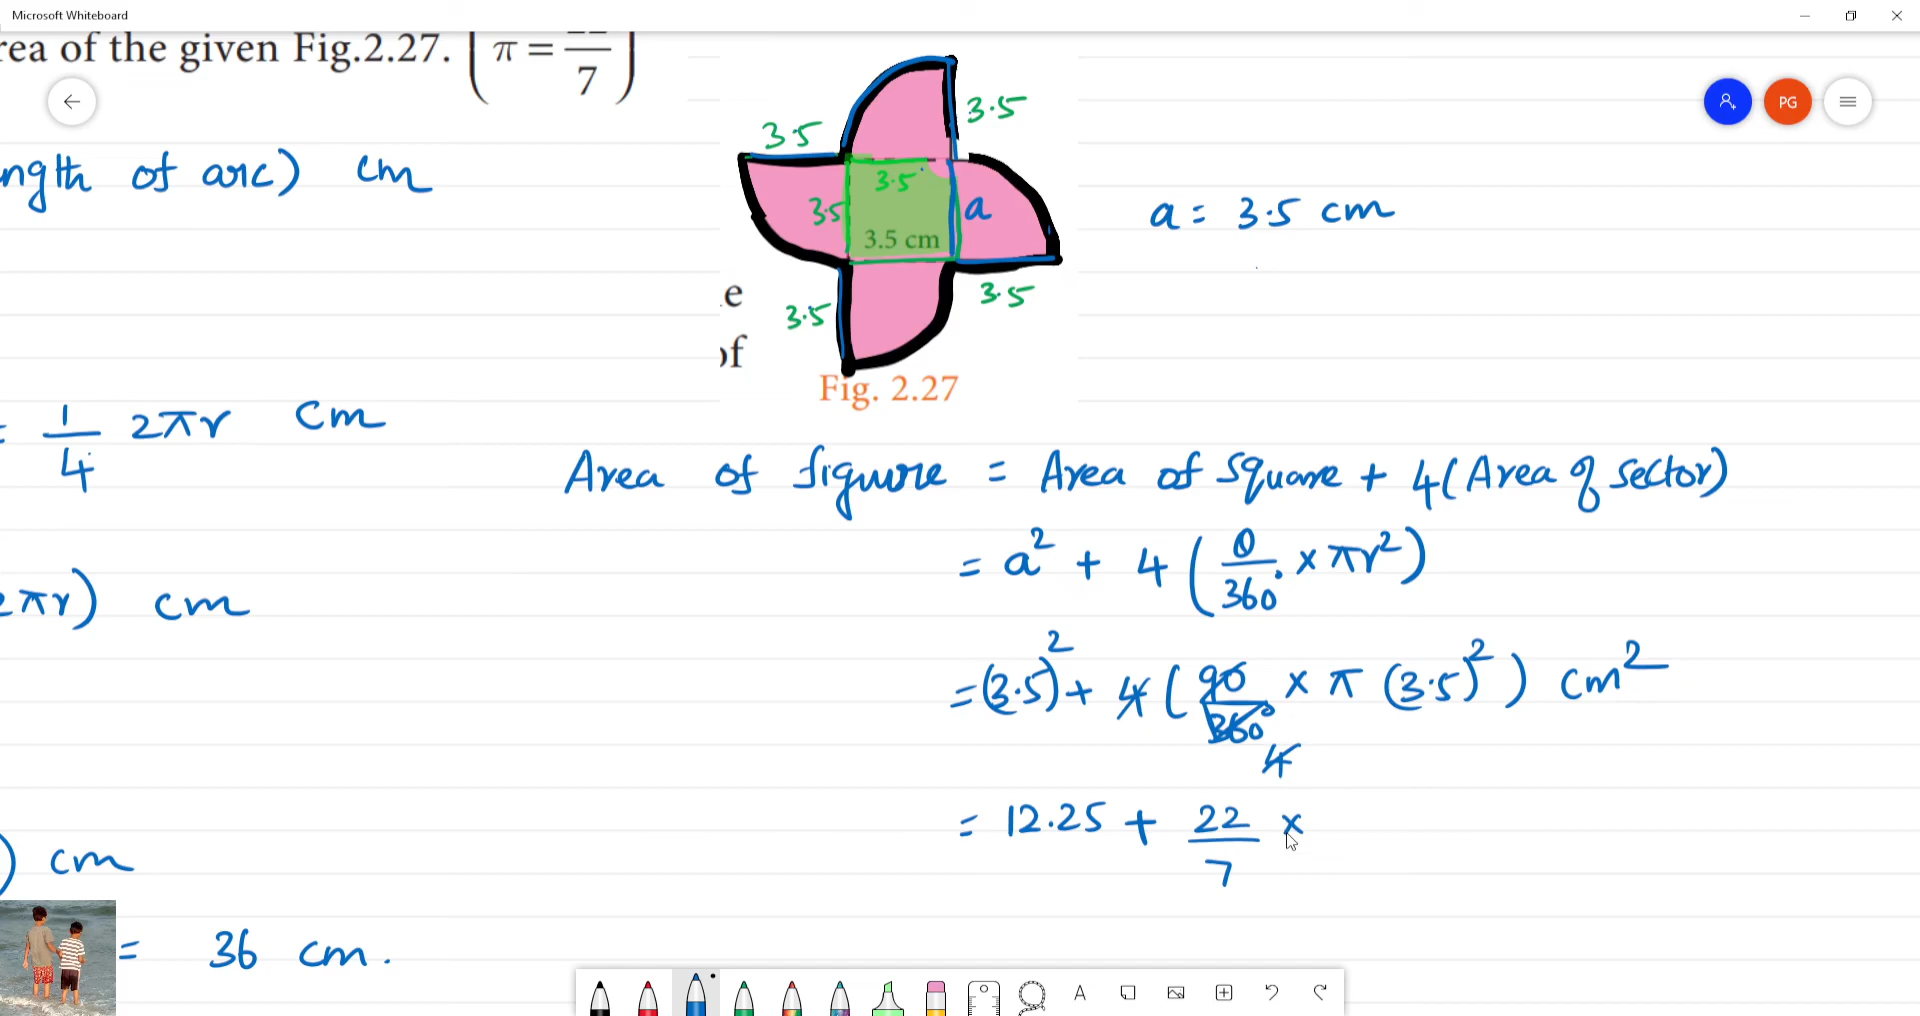 Microsoft Whiteboard
rea of the given Fig.2.27. ( π = 22/7 )
PG
3.5
3.5
ngth of arc) cm
3.5
3.5 a
a = 3.5 cm
3.5 cm
e
3.5
3.5
of
Fig. 2.27
= 1/4 2πr cm
Area of figure = Area of square + 4(Area of sector)
= a² + 4 ( θ/360° × πr² )
2πr) cm
= (3.5)² + 4 ( 90/360° × π (3.5)² ) cm²
4
= 12.25 + 22/7 ×
) cm
= 36 cm.
A